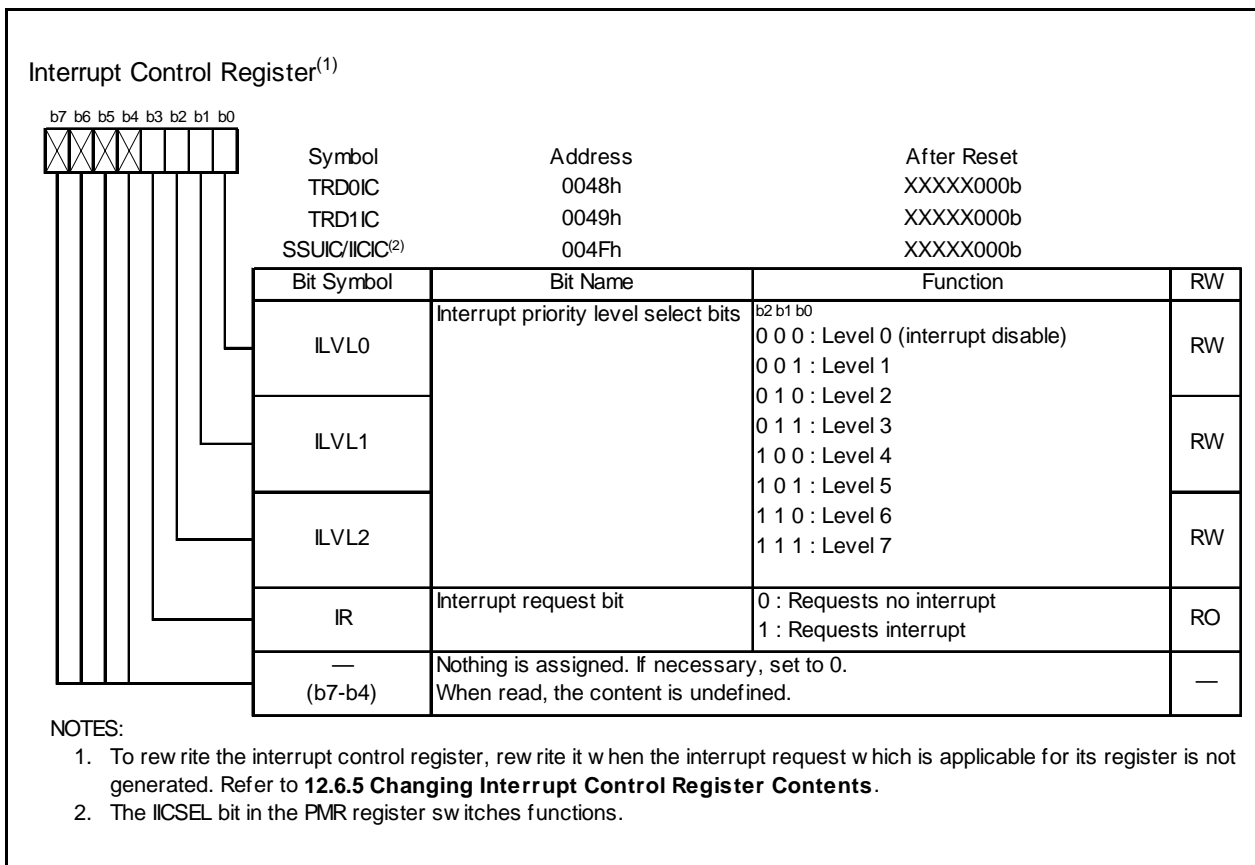 Interrupt Control Register(1)
b7 b6 b5 b4 b3 b2 b1 b0
Symbol Address After Reset
TRD0IC 0048h XXXXX000b
TRD1IC 0049h XXXXX000b
SSUIC/IICIC(2) 004Fh XXXXX000b
Bit Symbol Bit Name Function RW
ILVL0 Interrupt priority level select bits b2 b1 b0
0 0 0 : Level 0 (interrupt disable) RW
0 0 1 : Level 1
0 1 0 : Level 2
ILVL1 0 1 1 : Level 3 RW
1 0 0 : Level 4
1 0 1 : Level 5
ILVL2 1 1 0 : Level 6 RW
1 1 1 : Level 7
IR Interrupt request bit 0 : Requests no interrupt RO
1 : Requests interrupt
— Nothing is assigned. If necessary, set to 0. —
(b7-b4) When read, the content is undefined.
NOTES:
1. To rewrite the interrupt control register, rewrite it when the interrupt request which is applicable for its register is not
generated. Refer to 12.6.5 Changing Interrupt Control Register Contents.
2. The IICSEL bit in the PMR register switches functions.